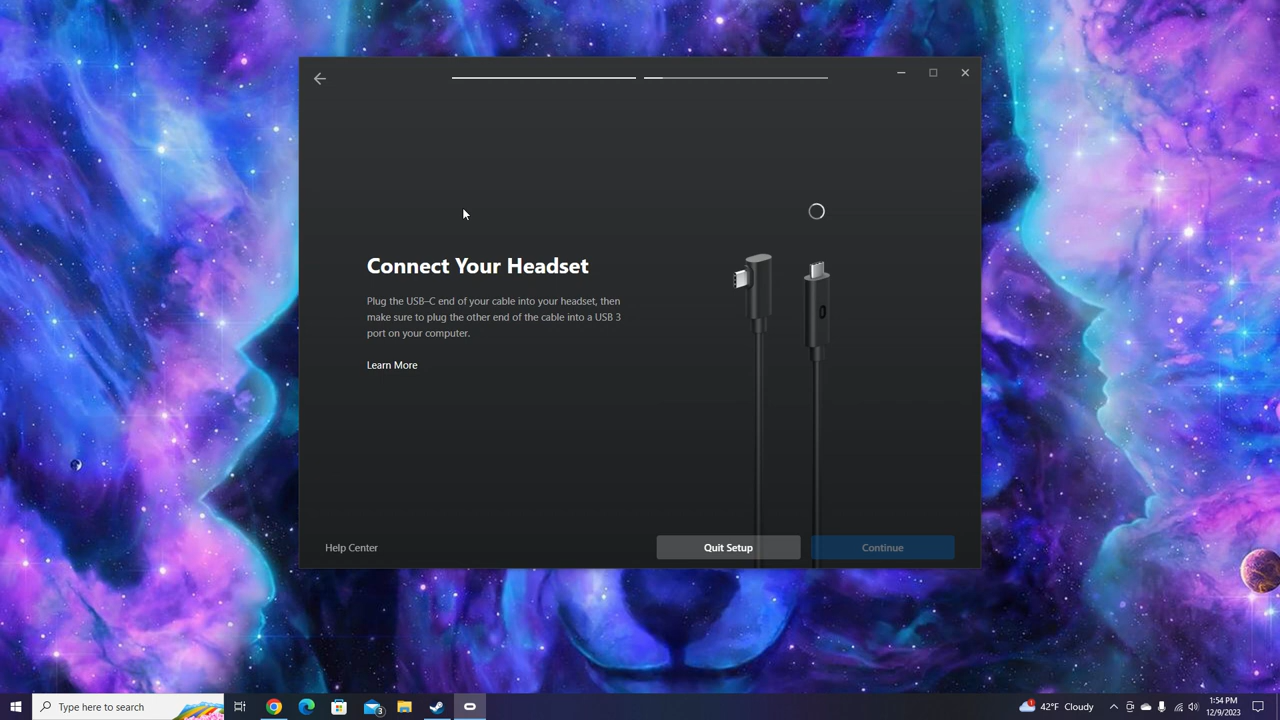 Connect Your Headset
Plug the USB-C end of your cable into your headset, then
make sure to plug the other end of the cable into a USB 3
port on your computer.
Learn More
Help Center
Quit Setup
Continue
Type here to search
3
42°F Cloudy
1:54 PM
12/9/2023